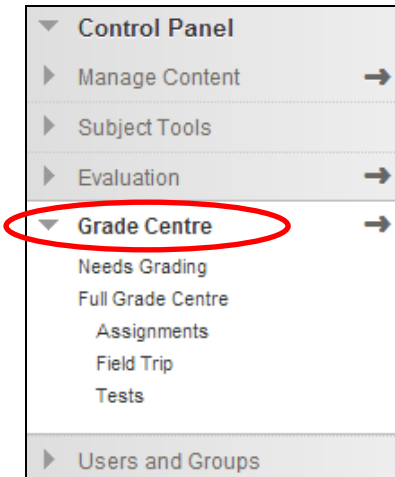 Control Panel
Manage Content
Subject Tools
Evaluation
Grade Centre
Needs Grading
Full Grade Centre
Assignments
Field Trip
Tests
Users and Groups